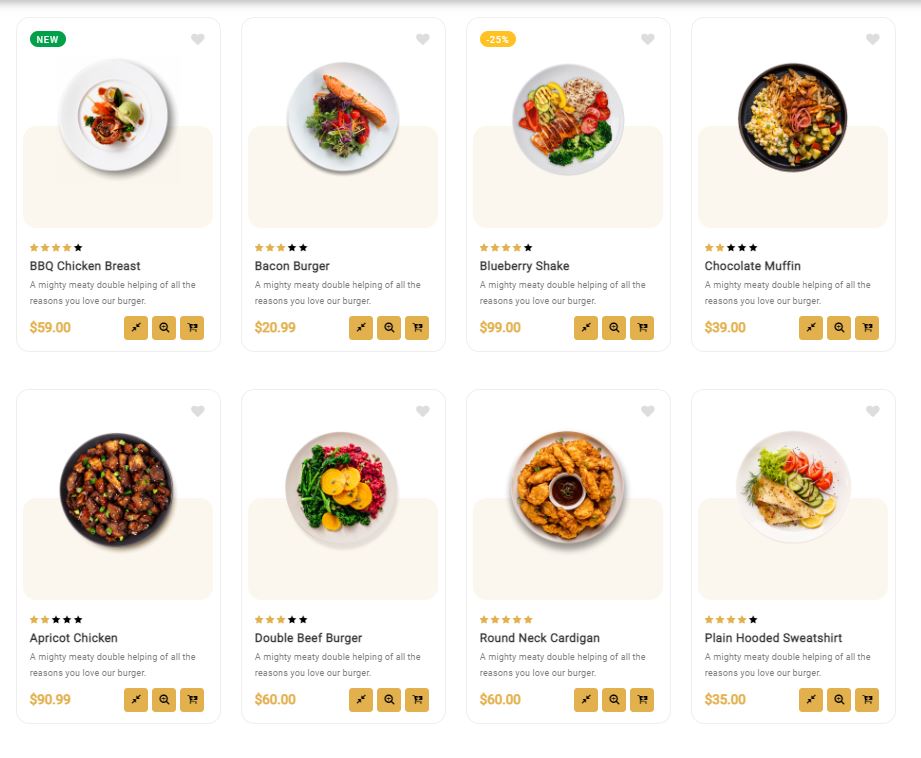 NEW
BBQ Chicken Breast
A mighty meaty double helping of all the
reasons you love our burger.
$59.00
Bacon Burger
A mighty meaty double helping of all the
reasons you love our burger.
$20.99
-25%
Blueberry Shake
A mighty meaty double helping of all the
reasons you love our burger.
$99.00
Chocolate Muffin
A mighty meaty double helping of all the
reasons you love our burger.
$39.00
Apricot Chicken
A mighty meaty double helping of all the
reasons you love our burger.
$90.99
Double Beef Burger
A mighty meaty double helping of all the
reasons you love our burger.
$60.00
Round Neck Cardigan
A mighty meaty double helping of all the
reasons you love our burger.
$60.00
Plain Hooded Sweatshirt
A mighty meaty double helping of all the
reasons you love our burger.
$35.00